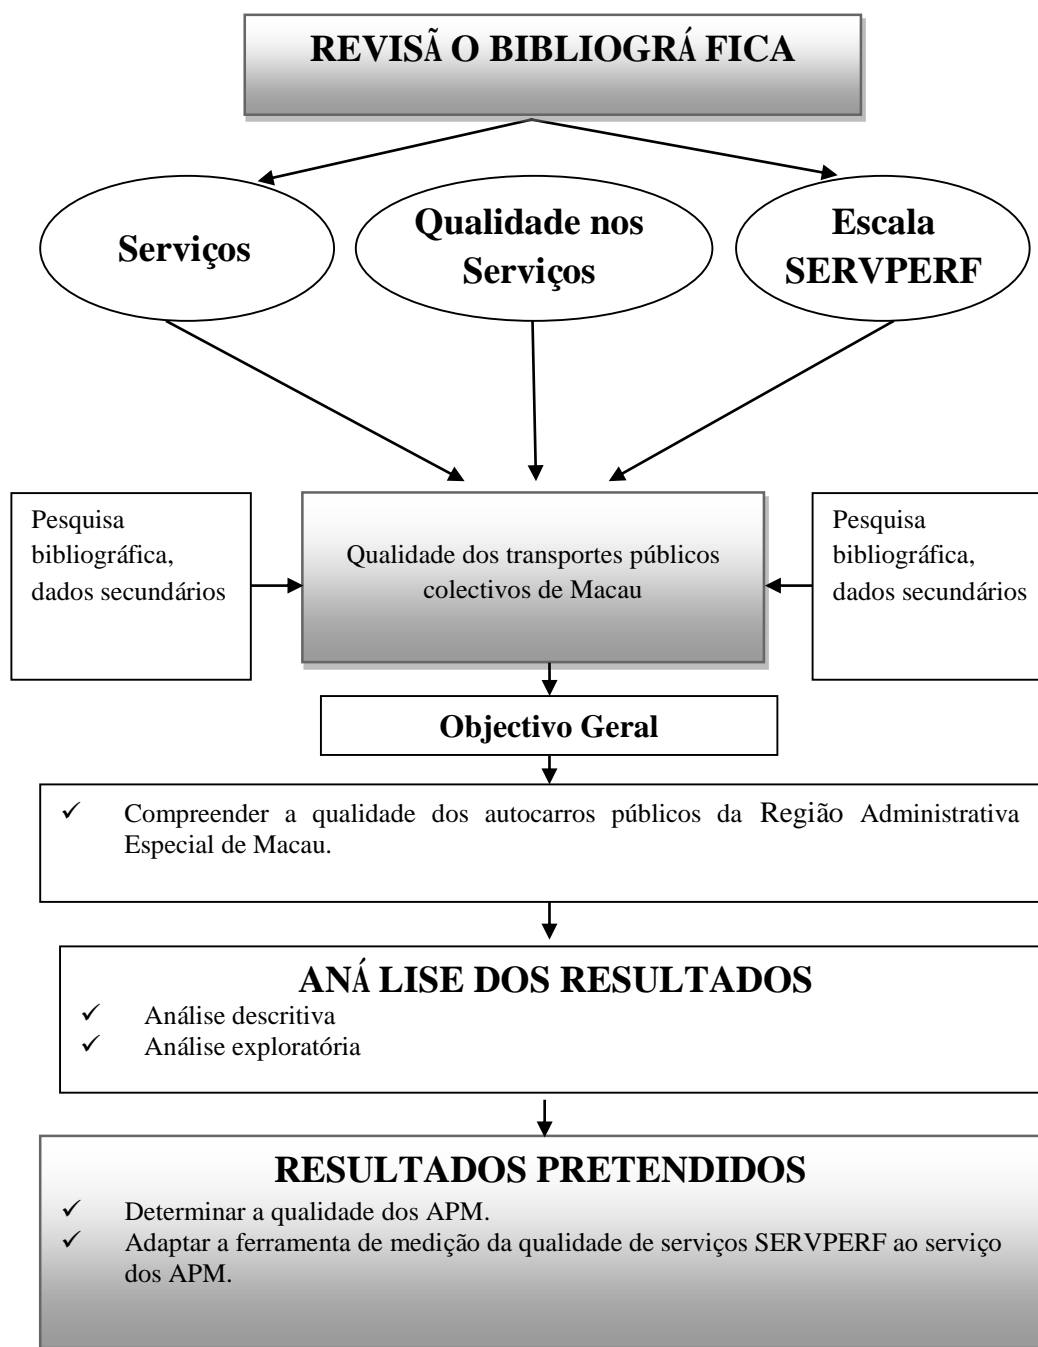 REVISÃ O BIBLIOGRÁ FICA
Serviços
Qualidade nos
Serviços
Escala
SERVPERF
Pesquisa
bibliográfica,
dados secundários
Qualidade dos transportes públicos
colectivos de Macau
Pesquisa
bibliográfica,
dados secundários
Objectivo Geral
✓ Compreender a qualidade dos autocarros públicos da Região Administrativa
Especial de Macau.
ANÁ LISE DOS RESULTADOS
✓ Análise descritiva
✓ Análise exploratória
RESULTADOS PRETENDIDOS
✓ Determinar a qualidade dos APM.
✓ Adaptar a ferramenta de medição da qualidade de serviços SERVPERF ao serviço
dos APM.